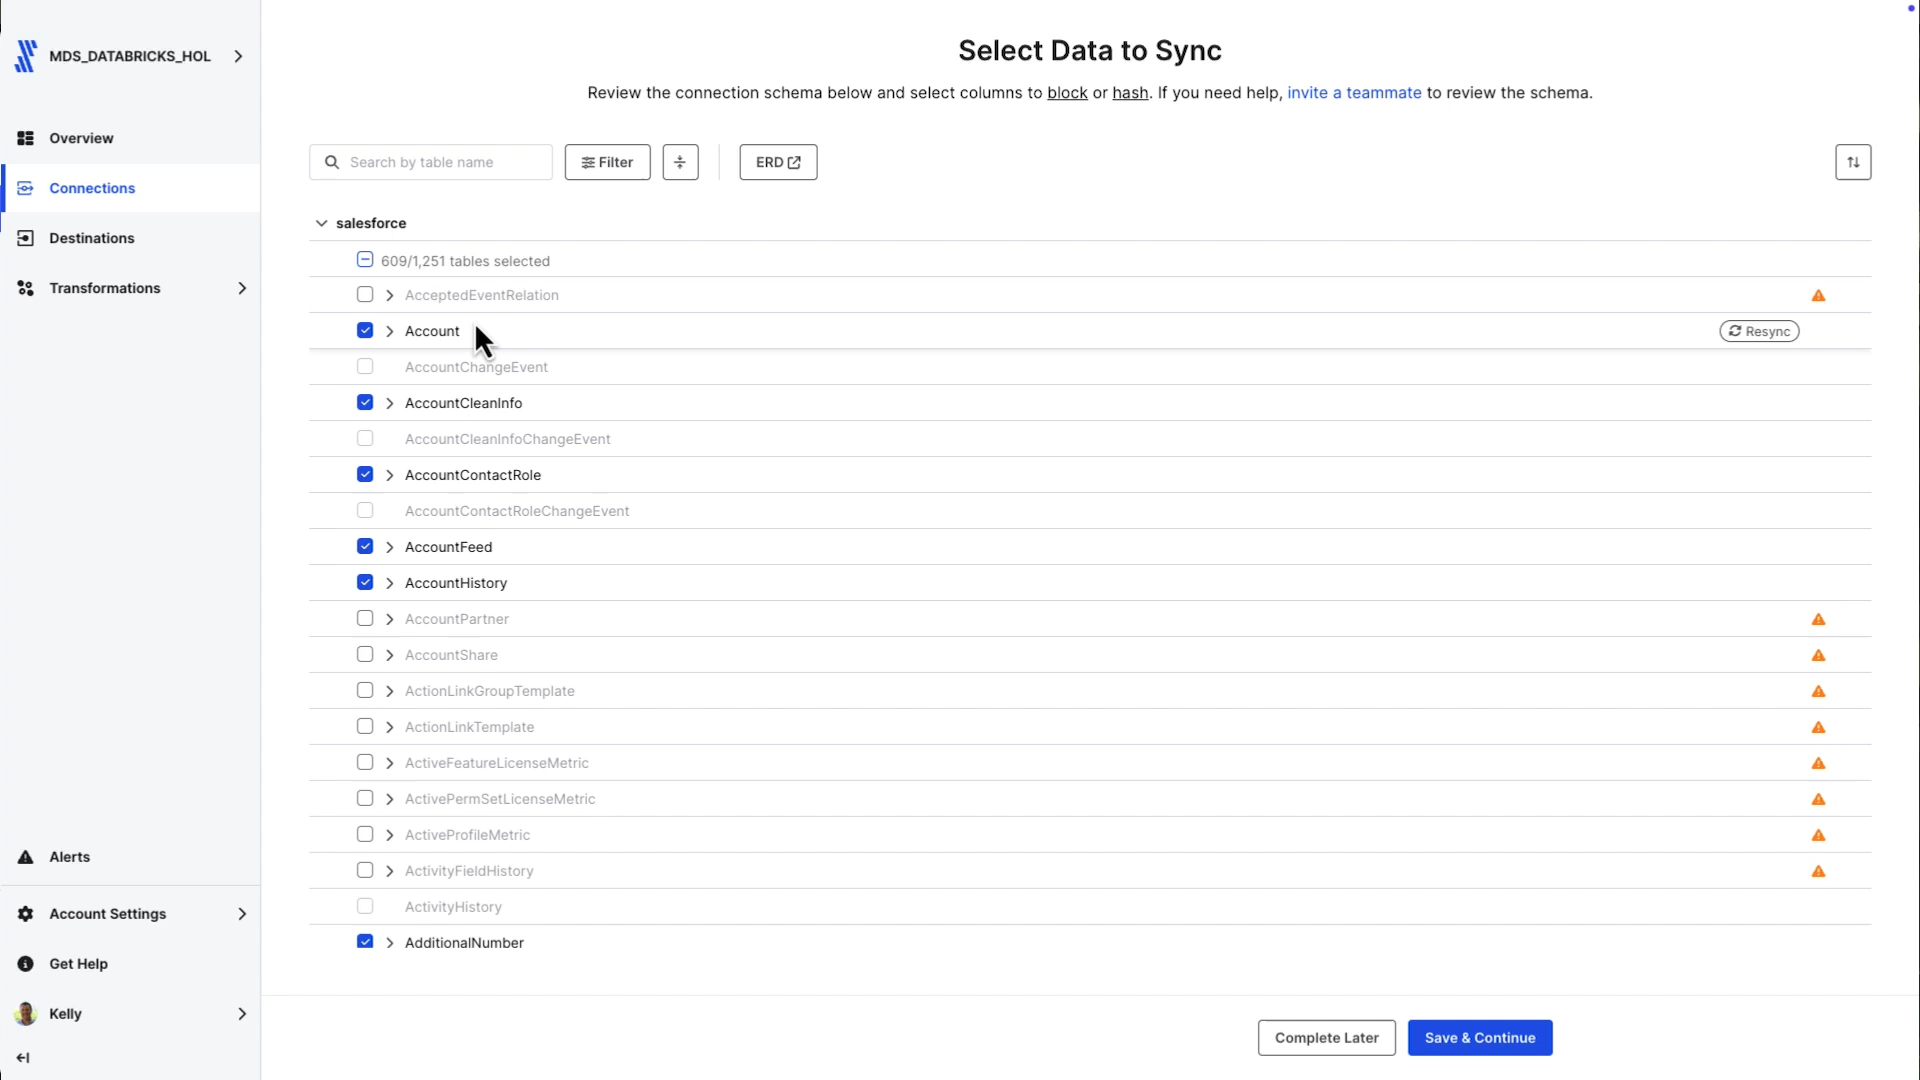 MDS_DATABRICKS_HOL
Overview
Connections
Destinations
Transformations
Alerts
Account Settings
Get Help
Kelly
Select Data to Sync
Review the connection schema below and select columns to block or hash. If you need help, invite a teammate to review the schema.
Search by table name
Filter
ERD
salesforce
609/1,251 tables selected
AcceptedEventRelation
Account
Resync
AccountChangeEvent
AccountCleanInfo
AccountCleanInfoChangeEvent
AccountContactRole
AccountContactRoleChangeEvent
AccountFeed
AccountHistory
AccountPartner
AccountShare
ActionLinkGroupTemplate
ActionLinkTemplate
ActiveFeatureLicenseMetric
ActivePermSetLicenseMetric
ActiveProfileMetric
ActivityFieldHistory
ActivityHistory
AdditionalNumber
Complete Later
Save & Continue